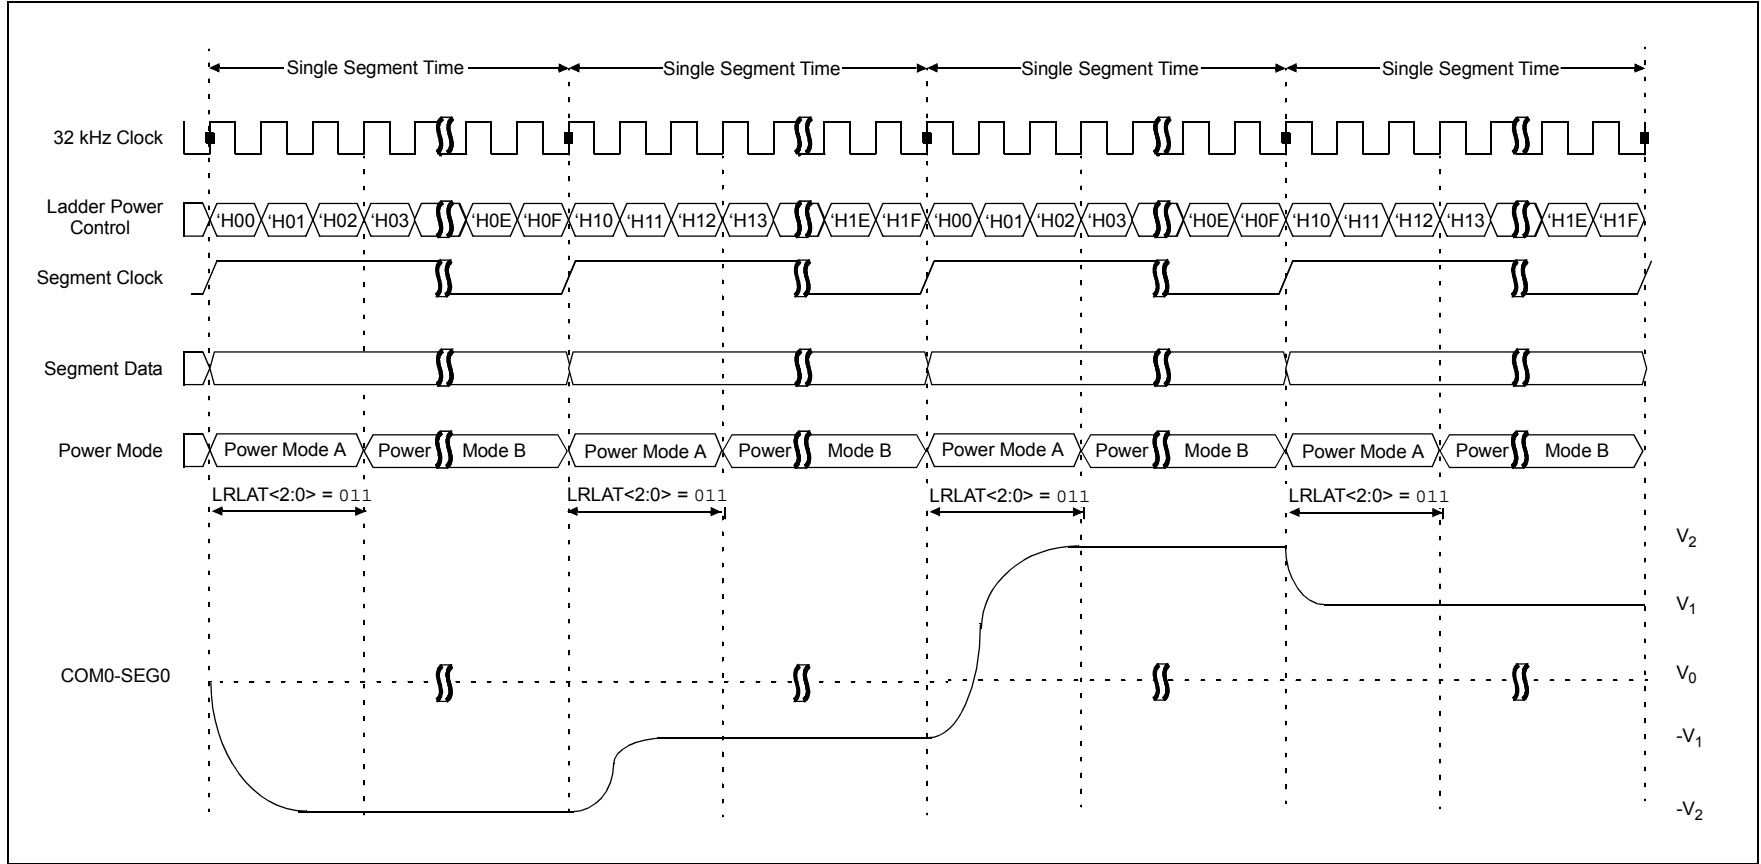 Single Segment Time Single Segment Time Single Segment Time Single Segment Time
32 kHz Clock
Ladder Power
Control
‘H00 ‘H01 ‘H02 ‘H03 ‘H0E ‘H0F ‘H10 ‘H11 ‘H12 ‘H13 ‘H1E ‘H1F ‘H00 ‘H01 ‘H02 ‘H03 ‘H0E ‘H0F ‘H10 ‘H11 ‘H12 ‘H13 ‘H1E ‘H1F
Segment Clock
Segment Data
Power Mode Power Mode A Power Mode B Power Mode A Power Mode B Power Mode A Power Mode B Power Mode A Power Mode B
LRLAT<2:0> = 011 LRLAT<2:0> = 011 LRLAT<2:0> = 011 LRLAT<2:0> = 011
V2
V1
COM0-SEG0 V0
-V1
-V2